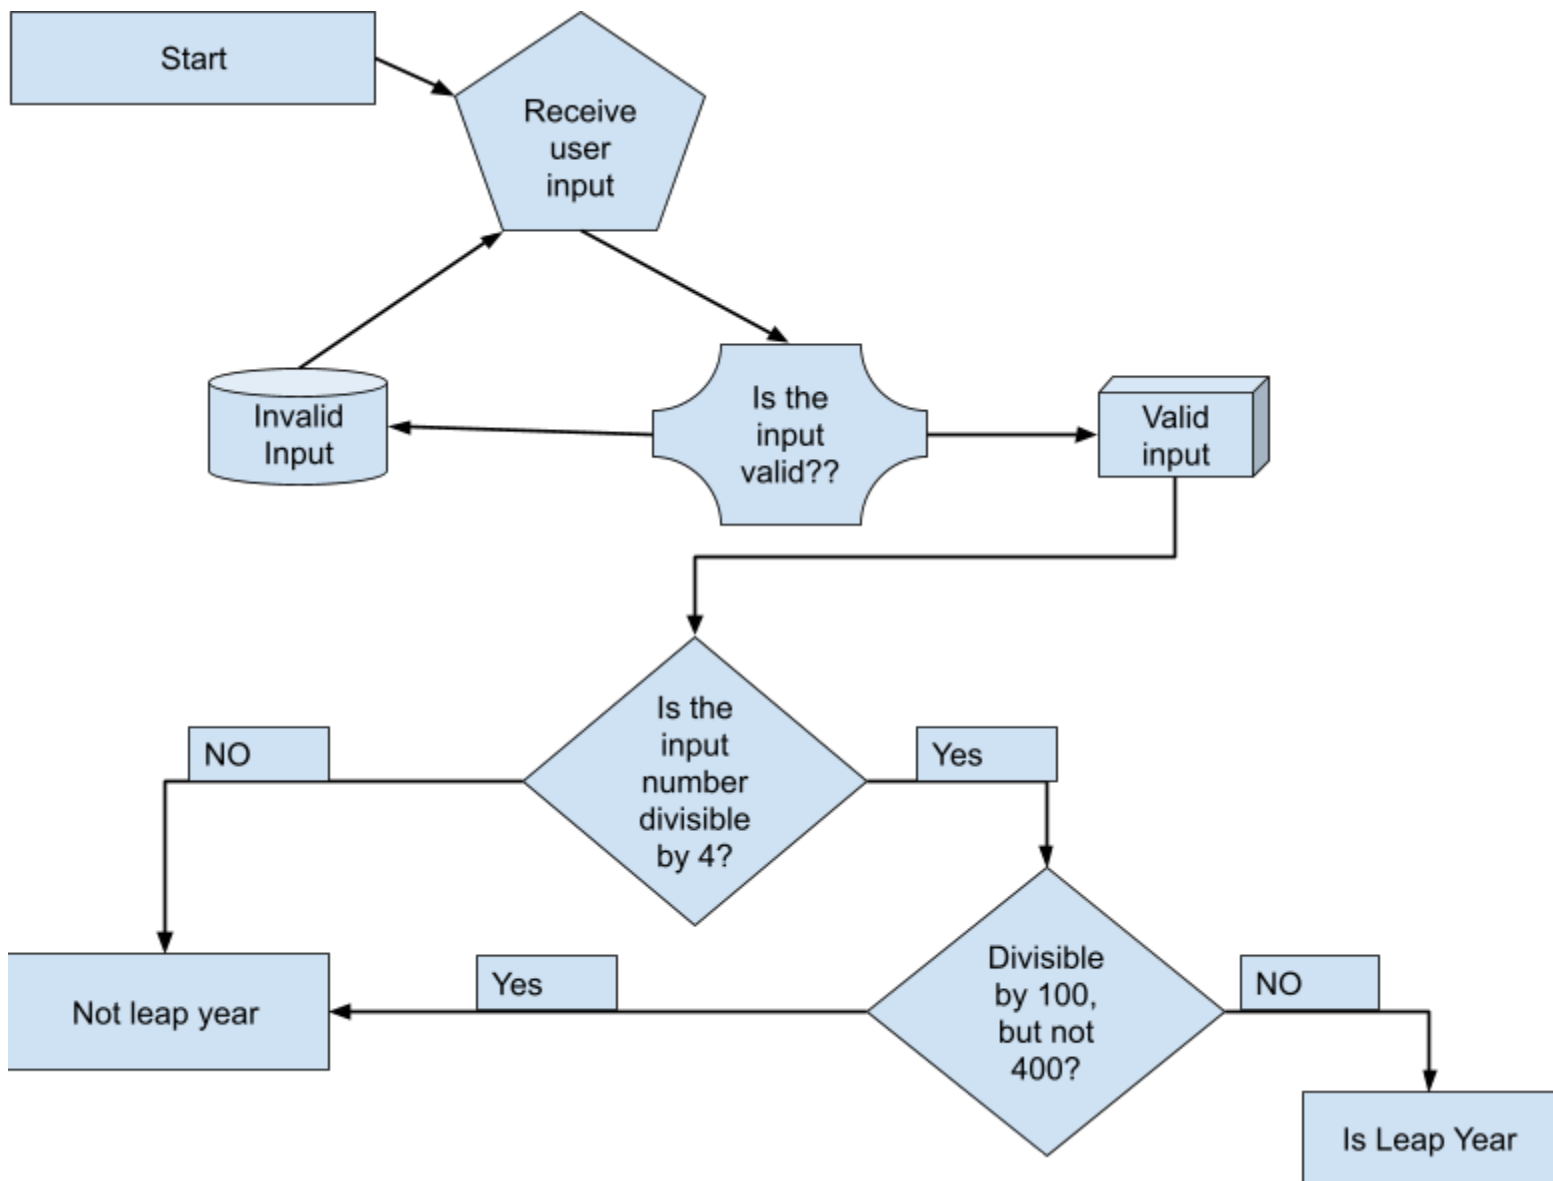 Start
Receive
user
input
Invalid
Input
Is the
input
valid??
Valid
input
Is the
input
number
divisible
by 4?
NO
Yes
Not leap year
Yes
Divisible
by 100,
but not
400?
NO
Is Leap Year